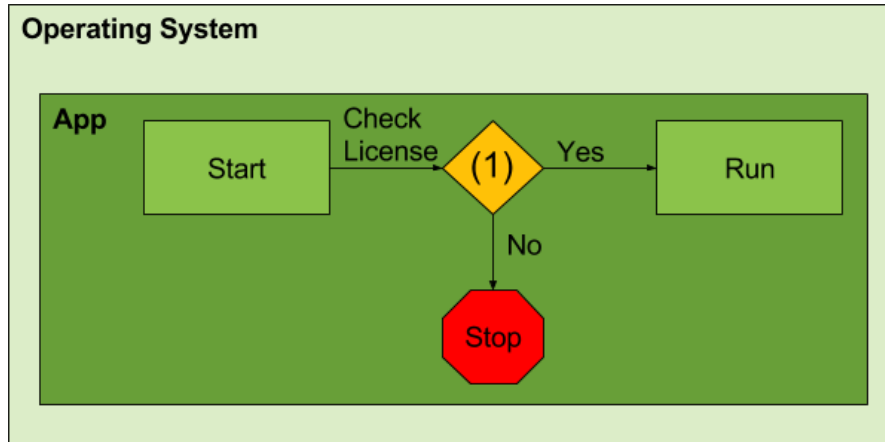 Operating System
App
Start
Check
License
(1)
Yes
Run
No
Stop